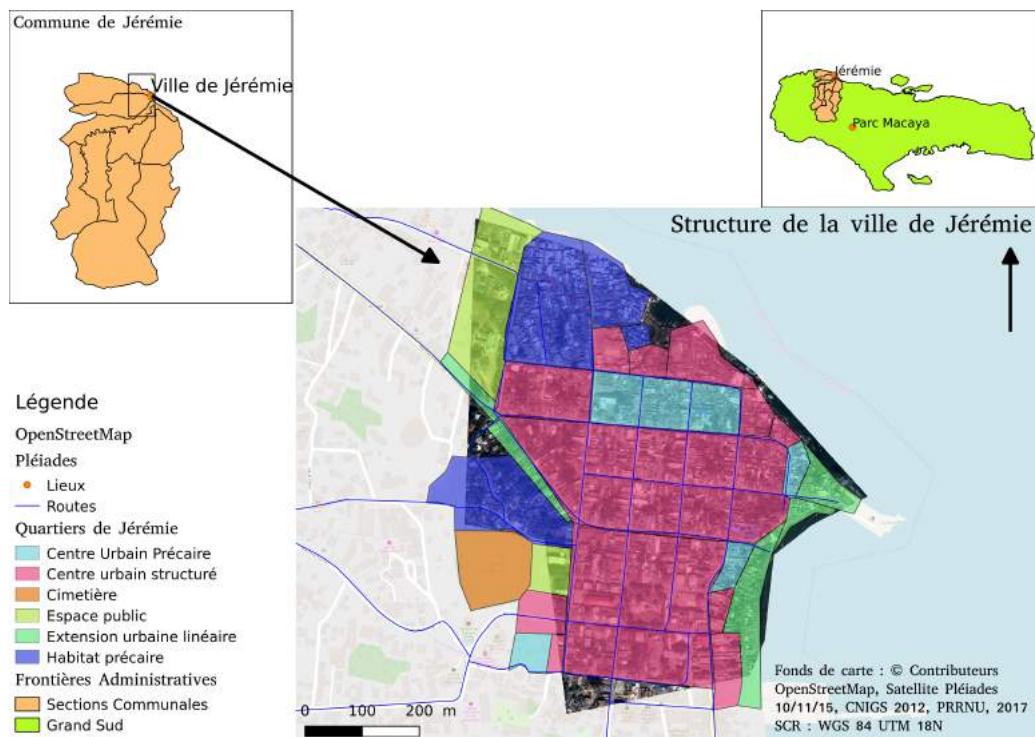 Commune de Jérémie
Ville de Jérémie
Jérémie
Parc Macaya
Structure de la ville de Jérémie
Légende
OpenStreetMap
Pléiades
Lieux
Routes
Quartiers de Jérémie
Centre Urbain Précaire
Centre urbain structuré
Cimetière
Espace public
Extension urbaine linéaire
Habitat précaire
Frontières Administratives
Sections Communales
Grand Sud
0 100 200 m
Fonds de carte : © Contributeurs
OpenStreetMap, Satellite Pléiades
10/11/15, CNIGS 2012, PRRNU, 2017
SCR : WGS 84 UTM 18N